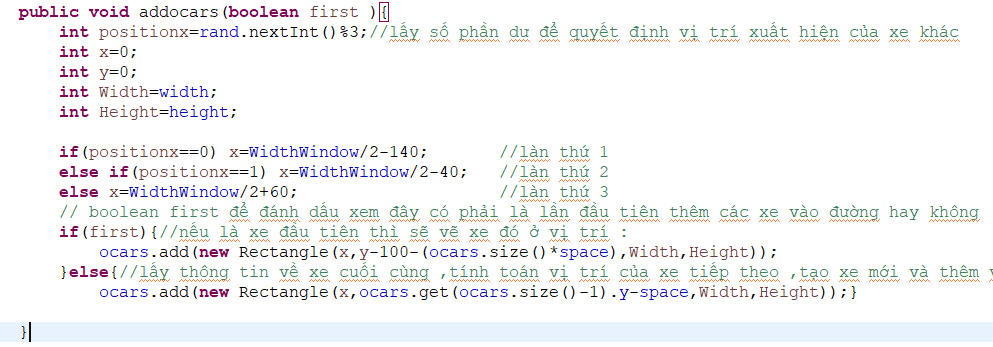 public void addocars(boolean first ){
int positionx=rand.nextInt()%3;//lấy số phần dư để quyết định vị trí xuất hiện của xe khác
int x=0;
int y=0;
int Width=width;
int Height=height;
if(positionx==0) x=WidthWindow/2-140; //làn thứ 1
else if(positionx==1) x=WidthWindow/2-40; //làn thứ 2
else x=WidthWindow/2+60; //làn thứ 3
// boolean first để đánh dấu xem đây có phải là lần đầu tiên thêm các xe vào đường hay không
if(first){//nếu là xe đầu tiên thì sẽ vẽ xe đó ở vị trí :
ocars.add(new Rectangle(x,y-100-(ocars.size()*space),Width,Height));
}else{//lấy thông tin về xe cuối cùng ,tính toán vị trí của xe tiếp theo ,tạo xe mới và thêm
ocars.add(new Rectangle(x,ocars.get(ocars.size()-1).y-space,Width,Height));}
}